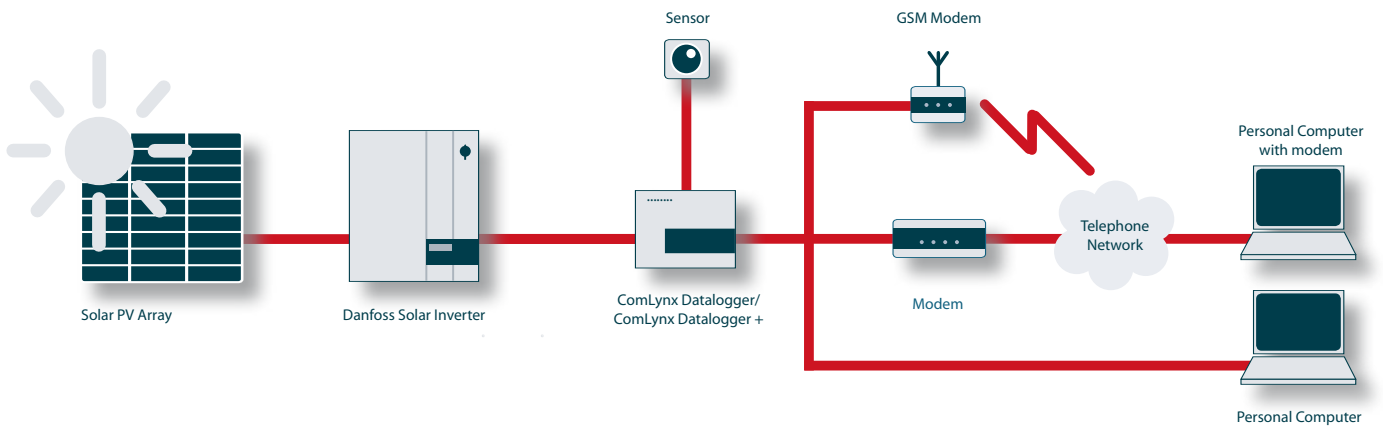 Sensor
GSM Modem
Personal Computer
with modem
Telephone
Network
Solar PV Array
Danfoss Solar Inverter
ComLynx Datalogger/
ComLynx Datalogger +
Modem
Personal Computer